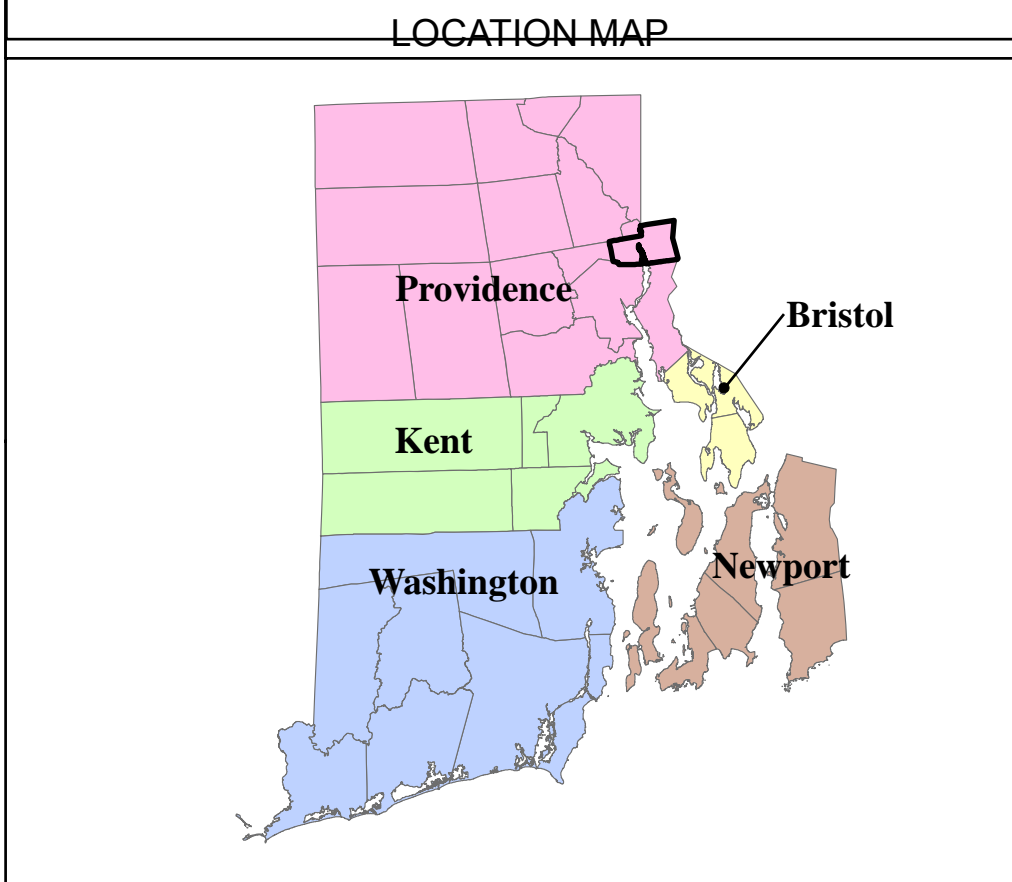 LOCATION MAP
Providence
Bristol
Kent
Newport
Washington